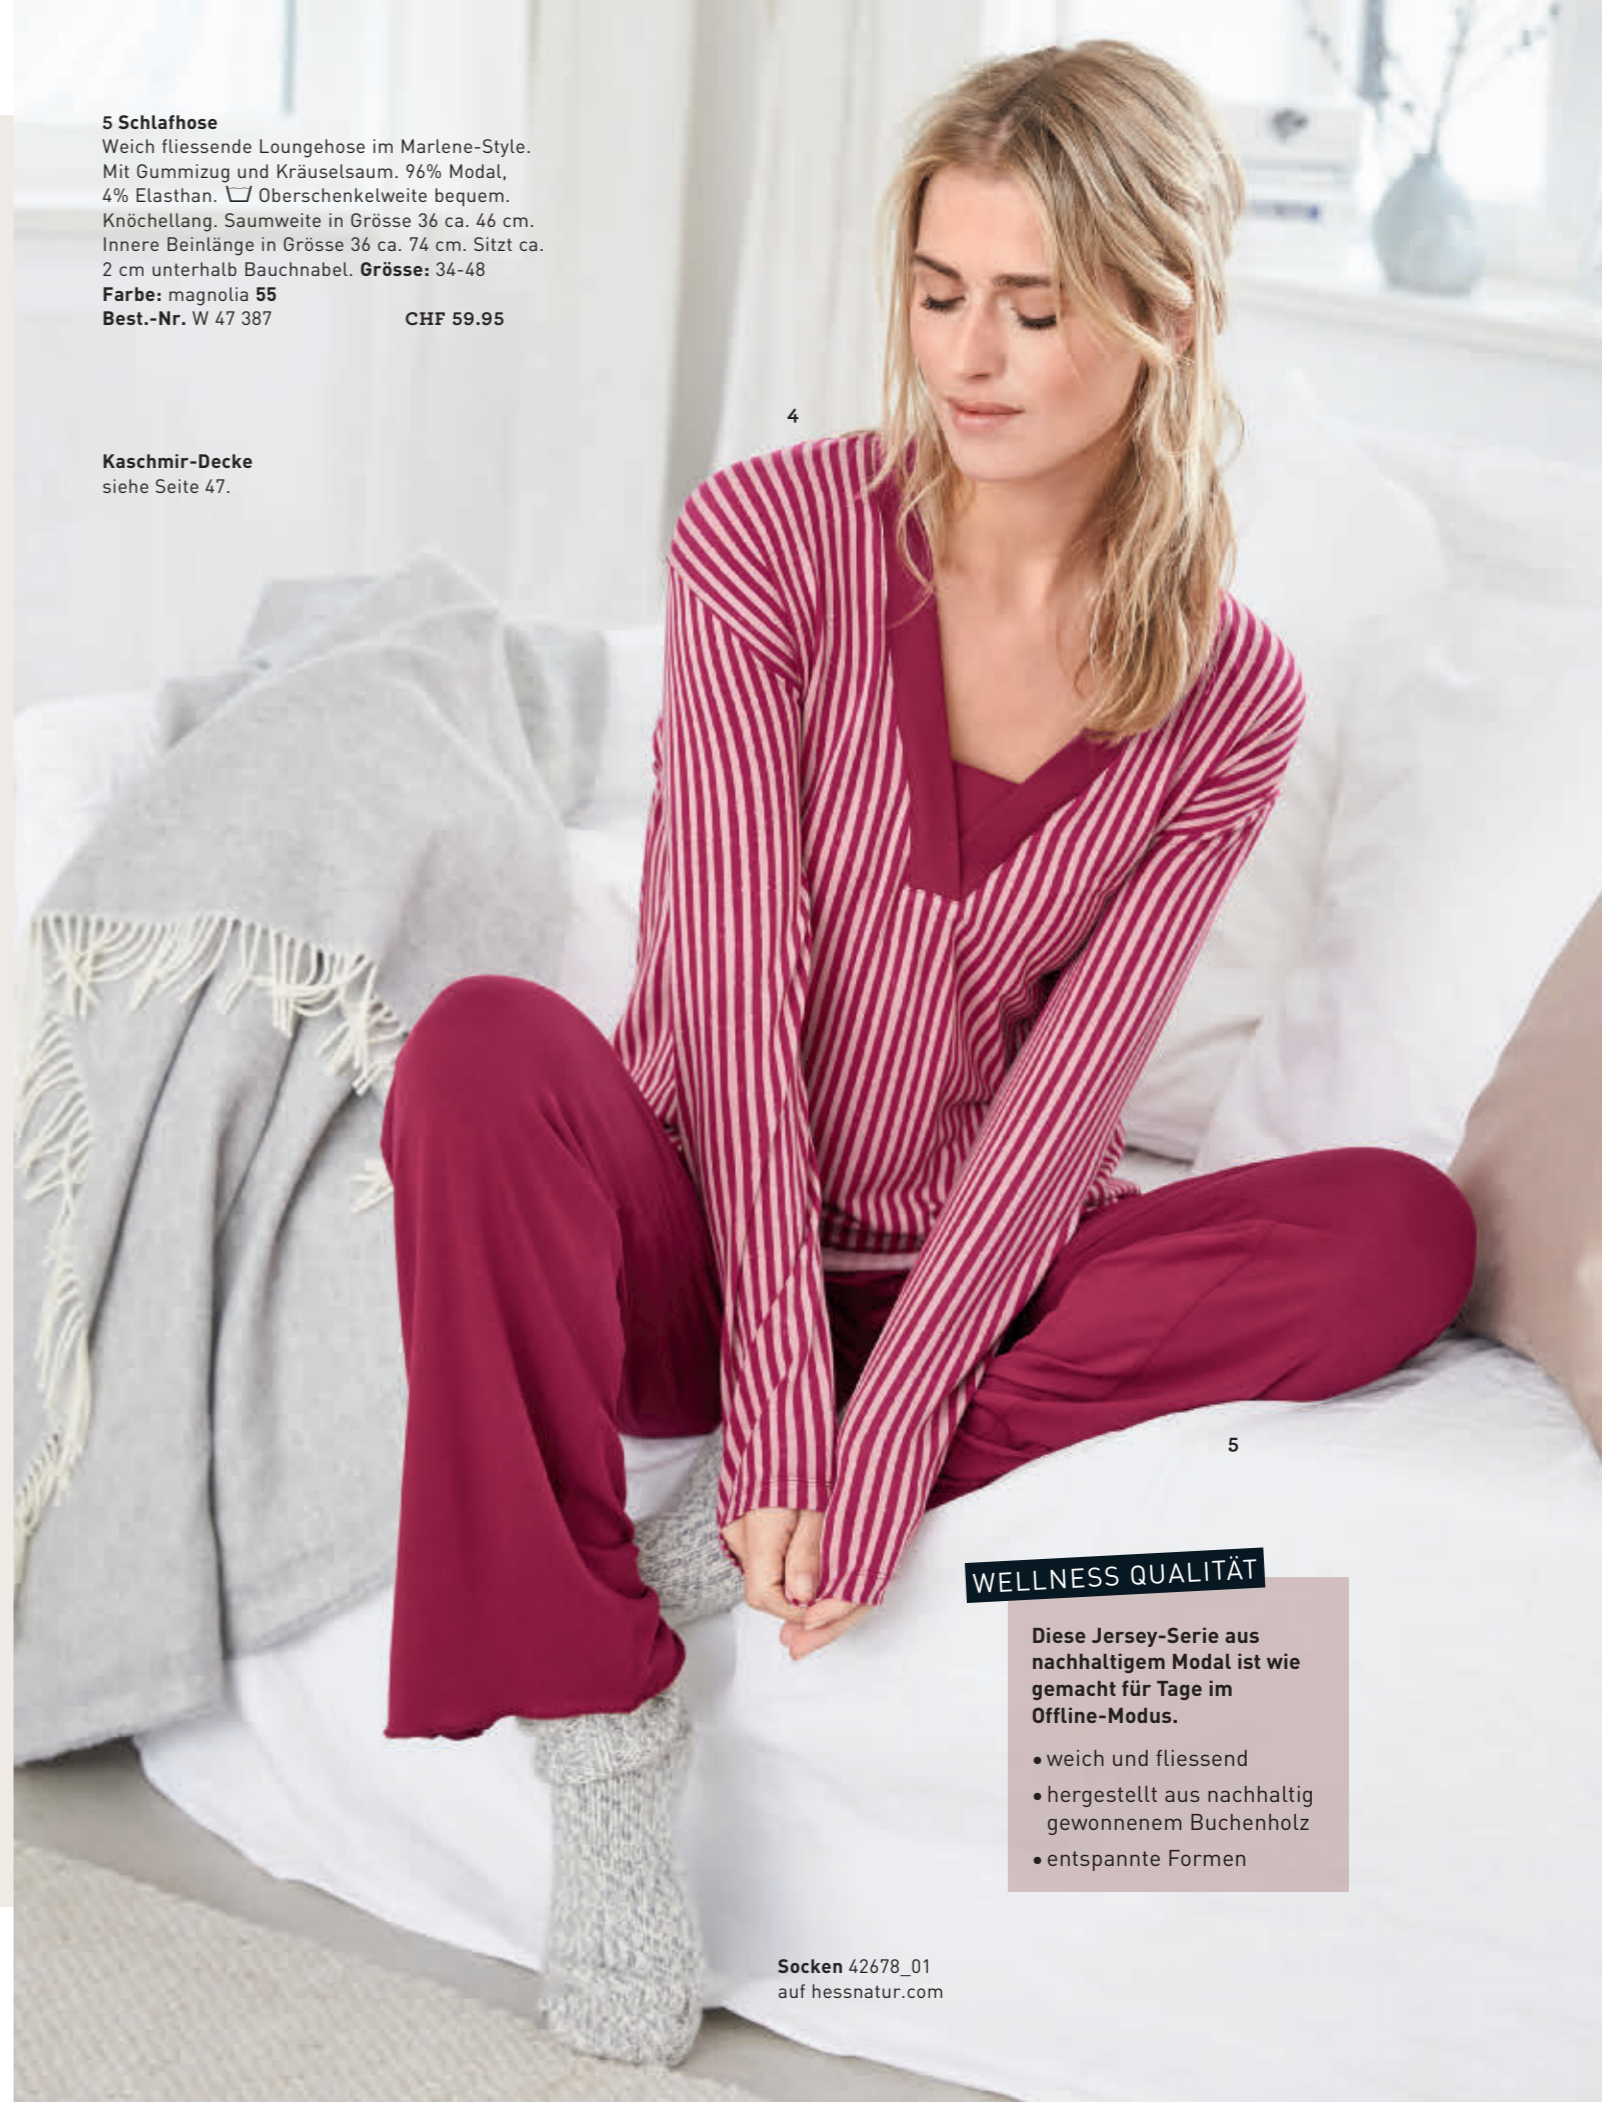 5 Schlafhose
Weich fliessende Loungehose im Marlene-Style.
Mit Gummizug und Kräuselsaum. 96% Modal,
4% Elasthan. Oberschenkelweite bequem.
Knöchellang. Saumweite in Grösse 36 ca. 46 cm.
Innere Beinlänge in Grösse 36 ca. 74 cm. Sitzt ca.
2 cm unterhalb Bauchnabel. Grösse: 34-48
Farbe: magnolia 55
Best.-Nr. W 47 387 CHF 59.95
Kaschmir-Decke
siehe Seite 47.
4
5
WELLNESS QUALITÄT
Diese Jersey-Serie aus
nachhaltigem Modal ist wie
gemacht für Tage im
Offline-Modus.
• weich und fliessend
• hergestellt aus nachhaltig
gewonnenem Buchenholz
• entspannte Formen
Socken 42678_01
auf hessnatur.com